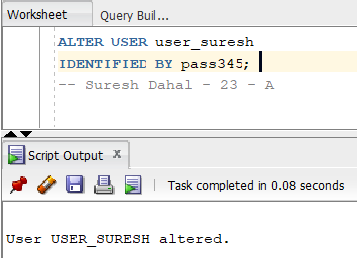 Worksheet Query Buil...
ALTER USER user_suresh
IDENTIFIED BY pass345;
-- Suresh Dahal - 23 - A
Script Output x
Task completed in 0.08 seconds
User USER_SURESH altered.